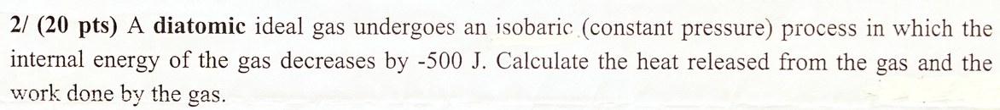 2/ (20 pts) A diatomic ideal gas undergoes an isobaric (constant pressure) process in which the
internal energy of the gas decreases by -500 J. Calculate the heat released from the gas and the
work done by the gas.